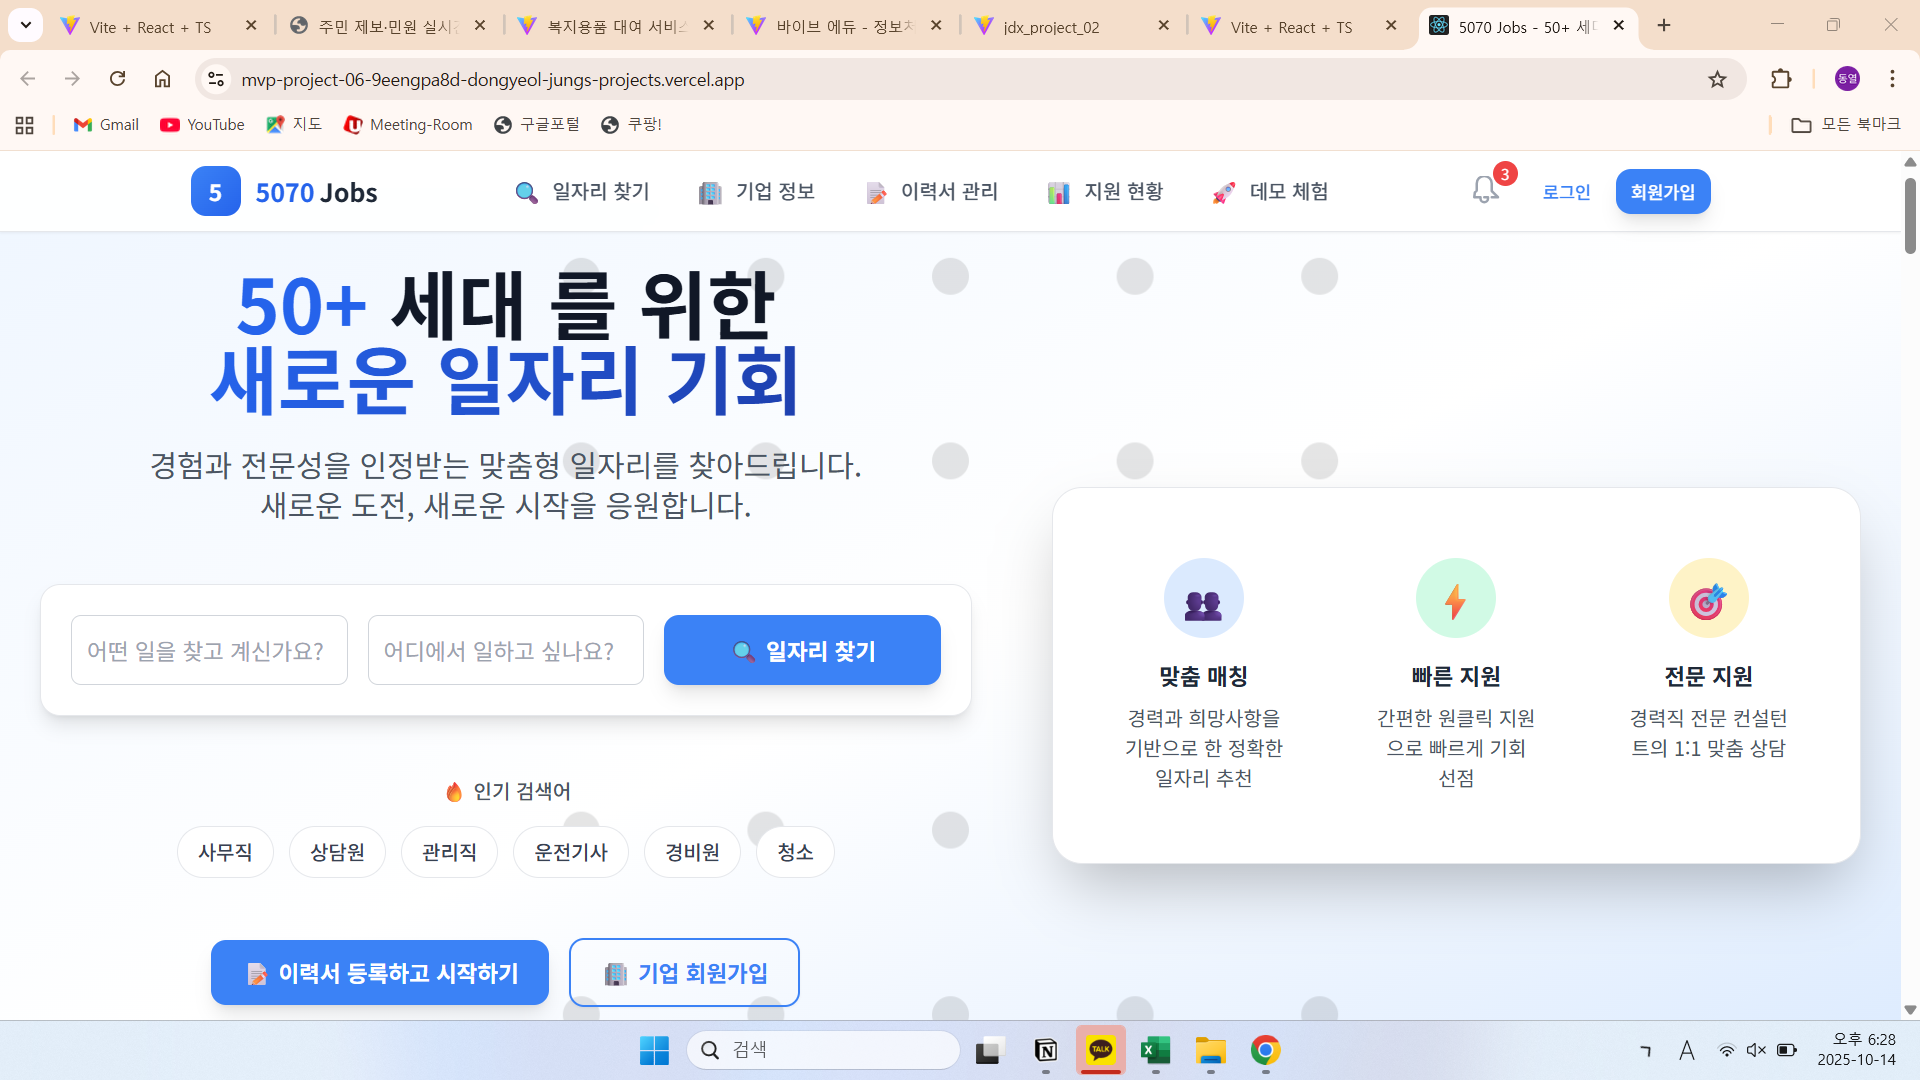 Vite + React + TS
주민 제보·민원 실시간
복지용품 대여 서비스
바이브 에듀 - 정보처
jdx_project_02
Vite + React + TS
5070 Jobs - 50+ 세대
mvp-project-06-9eengpa8d-dongyeol-jungs-projects.vercel.app
동열
Gmail
YouTube
지도
Meeting-Room
구글포털
쿠팡!
모든 북마크
5
5070 Jobs
일자리 찾기
기업 정보
이력서 관리
지원 현황
데모 체험
3
로그인
회원가입
50+ 세대 를 위한
새로운 일자리 기회
경험과 전문성을 인정받는 맞춤형 일자리를 찾아드립니다.
새로운 도전, 새로운 시작을 응원합니다.
어떤 일을 찾고 계신가요?
어디에서 일하고 싶나요?
일자리 찾기
인기 검색어
사무직
상담원
관리직
운전기사
경비원
청소
이력서 등록하고 시작하기
기업 회원가입
맞춤 매칭
경력과 희망사항을
기반으로 한 정확한
일자리 추천
빠른 지원
간편한 원클릭 지원
으로 빠르게 기회
선점
전문 지원
경력직 전문 컨설턴
트의 1:1 맞춤 상담
검색
TALK
A
오후 6:28
2025-10-14